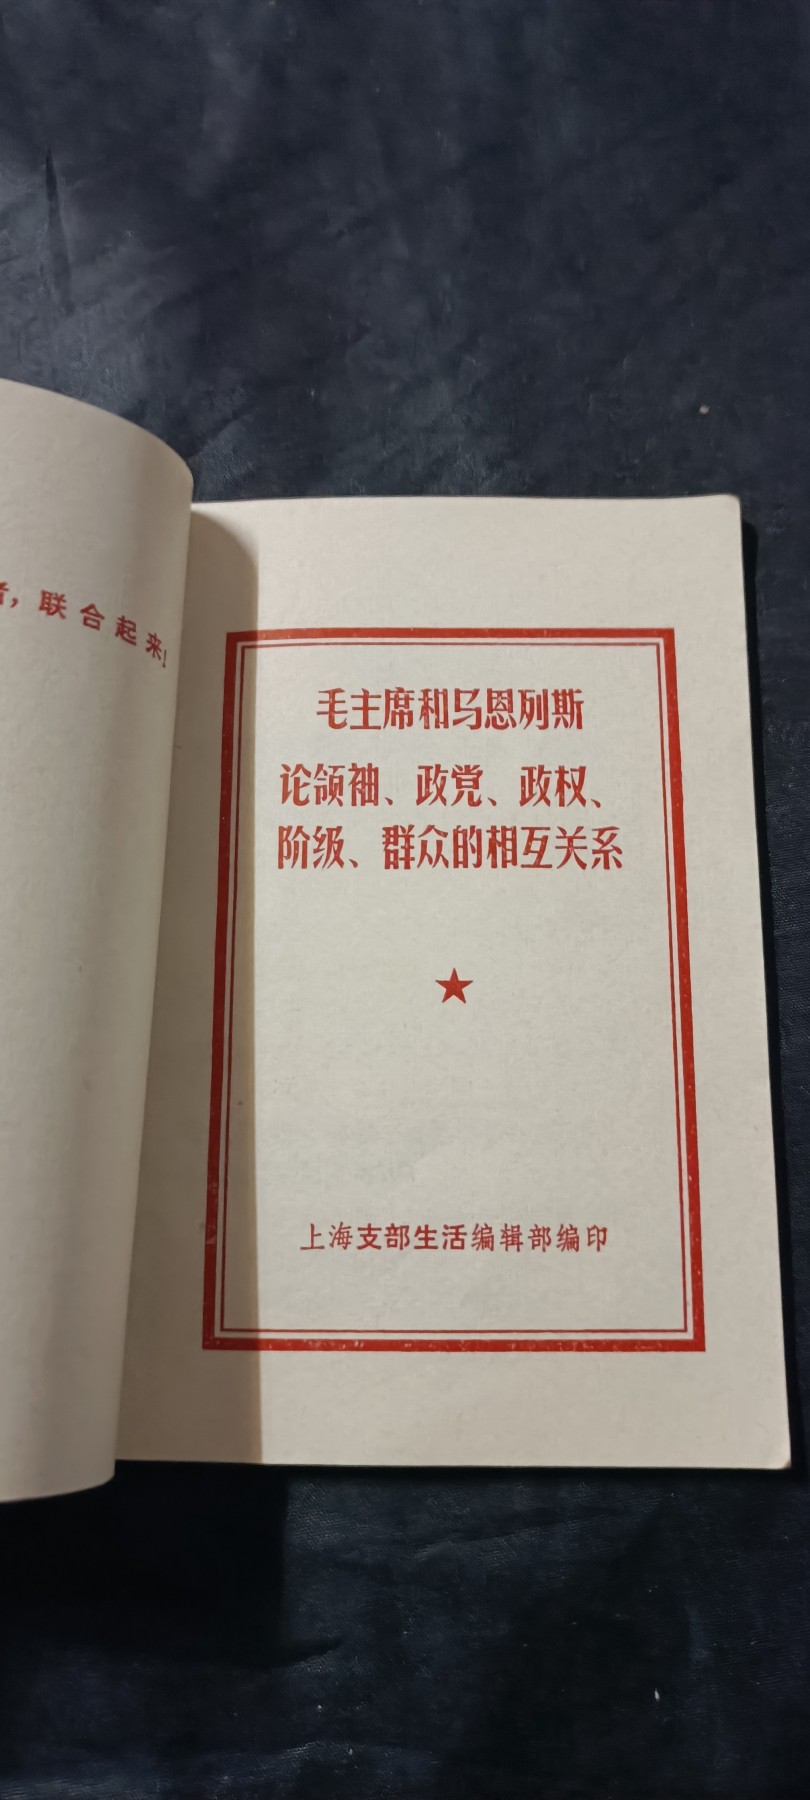 者，联合起来！
毛主席和马恩列斯
论领袖、政党、政权、
阶级、群众的相互关系
上海支部生活编辑部编印